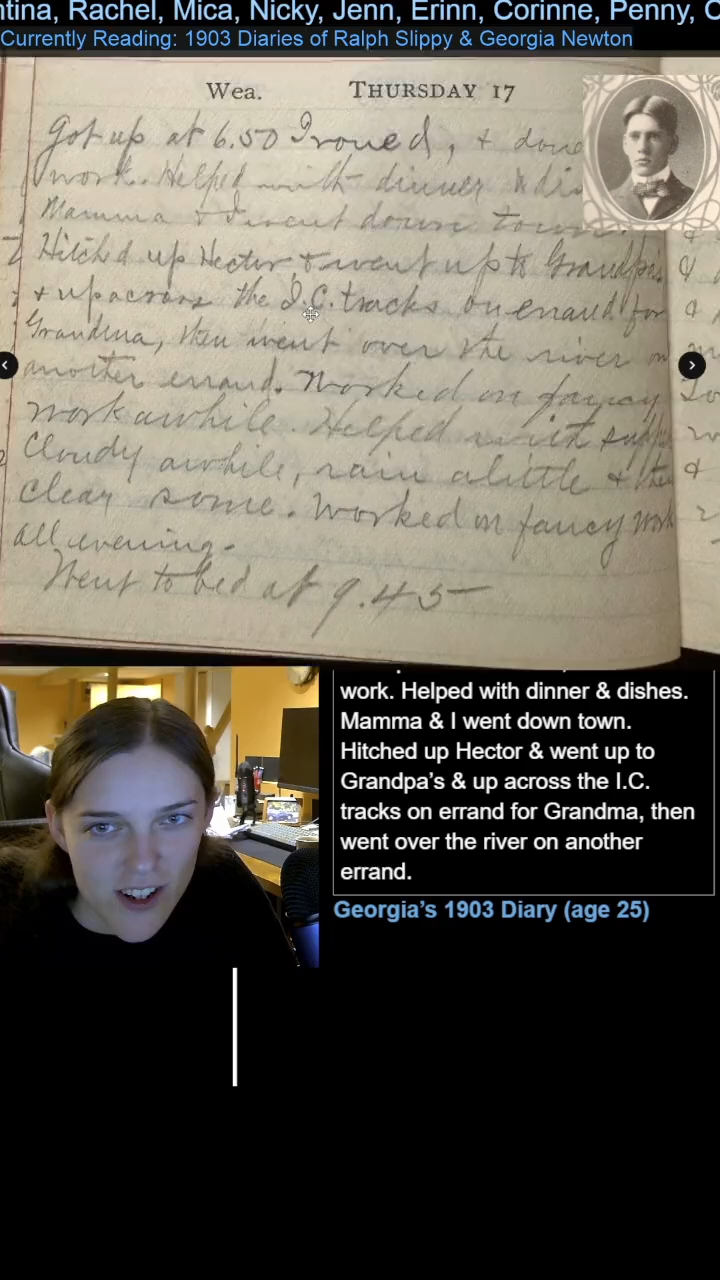 ntina, Rachel, Mica, Nicky, Jenn, Erinn, Corinne, Penny, C
Currently Reading: 1903 Diaries of Ralph Slippy & Georgia Newton
Wea. THURSDAY 17
Got up at 6.50 Ironed, & done
work. Helped with dinner & di
Mamma & I went down town.
Hitched up Hector & went up to Grandpas
& up across the I.C. tracks on errand for
Grandma, then went over the river on
another errand. Worked on fancy
work awhile. Helped with supp
Cloudy awhile, rain a little & then
clear some. Worked on fancy work
all evening.
Went to bed at 9.45
work. Helped with dinner & dishes.
Mamma & I went down town.
Hitched up Hector & went up to
Grandpa’s & up across the I.C.
tracks on errand for Grandma, then
went over the river on another
errand.
Georgia’s 1903 Diary (age 25)